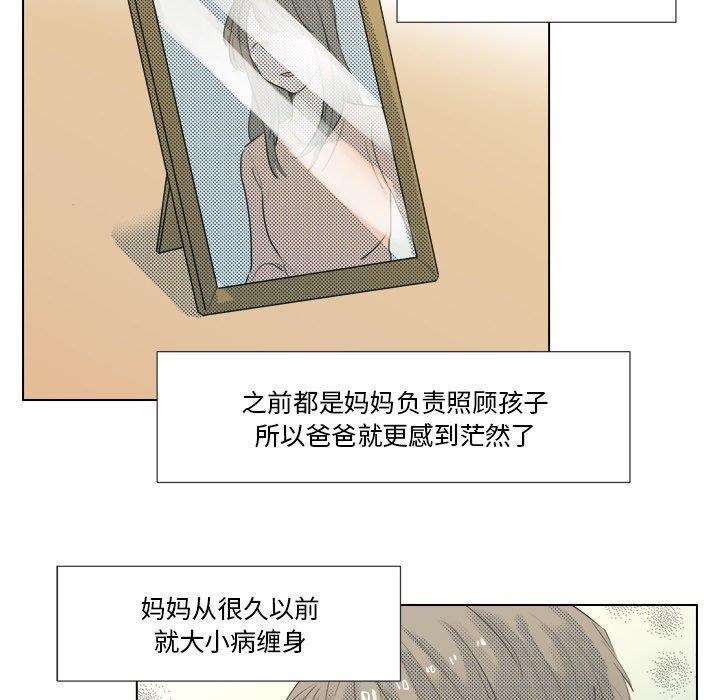 之前都是妈妈负责照顾孩子
所以爸爸就更感到茫然了
妈妈从很久以前
就大小病缠身